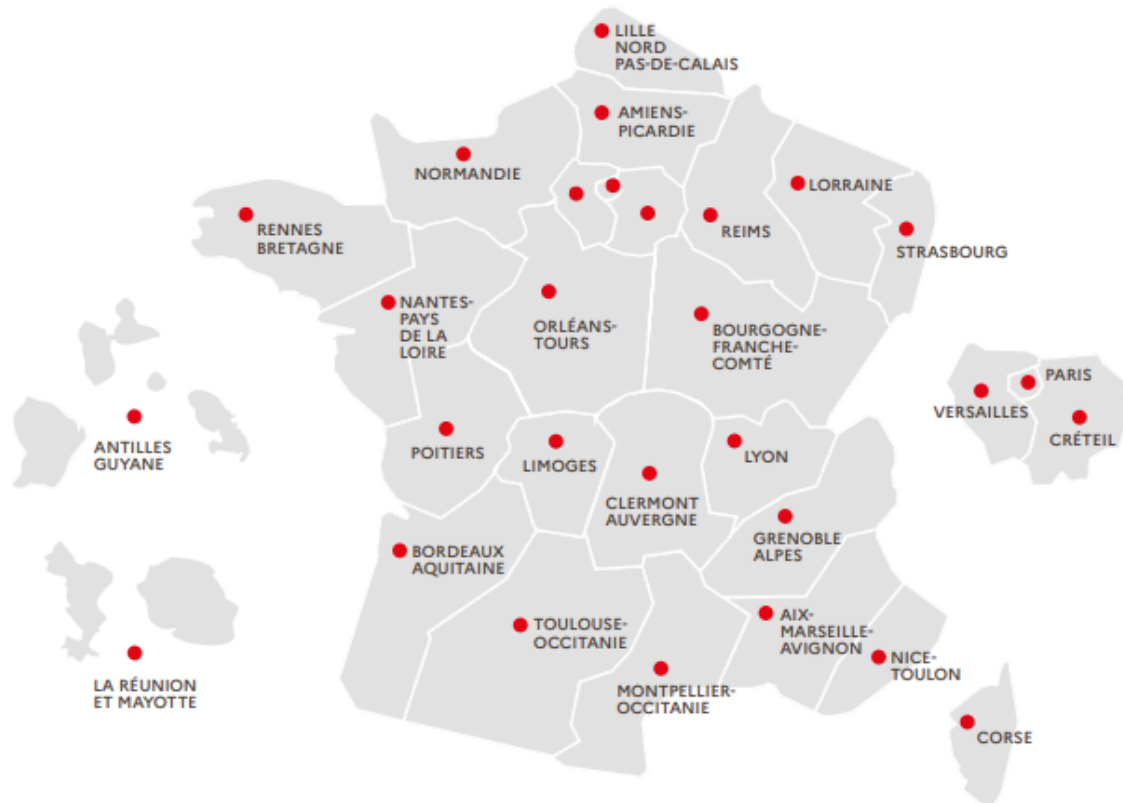 LILLE
NORD
PAS-DE-CALAIS
AMIENS-
PICARDIE
NORMANDIE
LORRAINE
RENNES
BRETAGNE
REIMS
STRASBOURG
NANTES-
PAYS
DE LA
LOIRE
ORLÉANS-
TOURS
BOURGOGNE-
FRANCHE-
COMTÉ
PARIS
VERSAILLES
CRÉTEIL
ANTILLES
GUYANE
POITIERS
LIMOGES
LYON
CLERMONT
AUVERGNE
GRENOBLE
ALPES
BORDEAUX
AQUITAINE
TOULOUSE-
OCCITANIE
AIX-
MARSEILLE-
AVIGNON
NICE-
TOULON
LA RÉUNION
ET MAYOTTE
MONTPELLIER-
OCCITANIE
CORSE